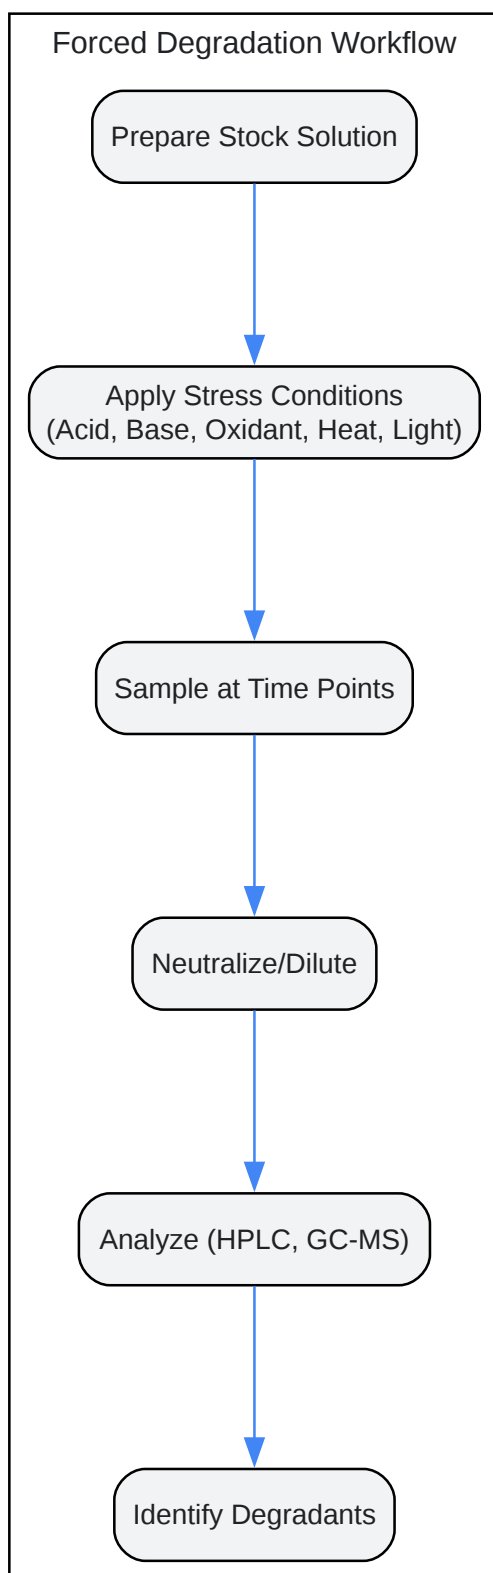 Forced Degradation Workflow
Prepare Stock Solution
Apply Stress Conditions
(Acid, Base, Oxidant, Heat, Light)
Sample at Time Points
Neutralize/Dilute
Analyze (HPLC, GC-MS)
Identify Degradants